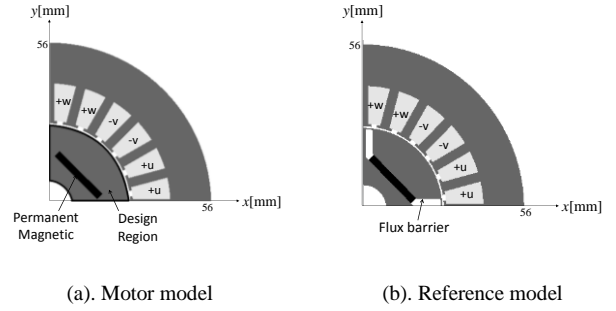 y[mm]
56
+w
+w
-v
-v
+u
+u
x[mm]
56
Permanent
Magnetic
Design
Region
(a). Motor model
y[mm]
56
+w
+w
-v
-v
+u
+u
x[mm]
56
Flux barrier
(b). Reference model